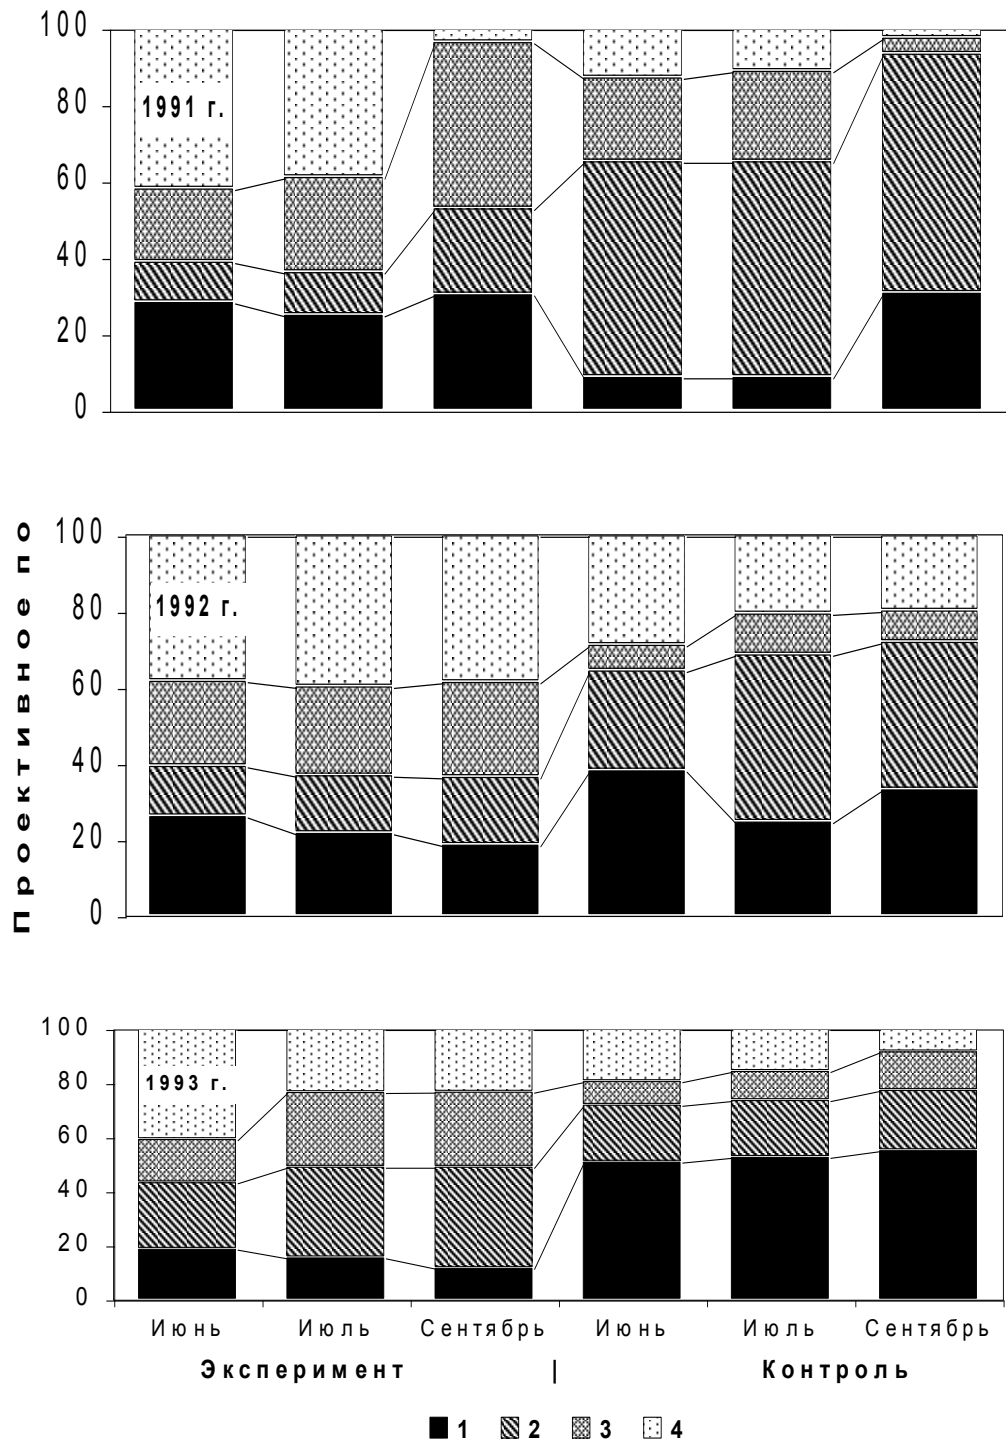 100
80
1991 г.
60
40
20
0
Проективное по
100
80
1992 г.
60
40
20
0
100
80
1993 г.
60
40
20
0
Июнь Июль Сентябрь Июнь Июль Сентябрь
Эксперимент | Контроль
1 2 3 4